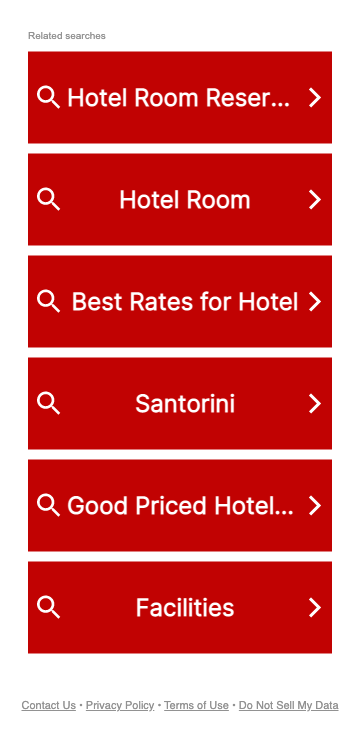 Related searches
Hotel Room Reser...
Hotel Room
Best Rates for Hotel
Santorini
Good Priced Hotel...
Facilities
Contact Us • Privacy Policy • Terms of Use • Do Not Sell My Data